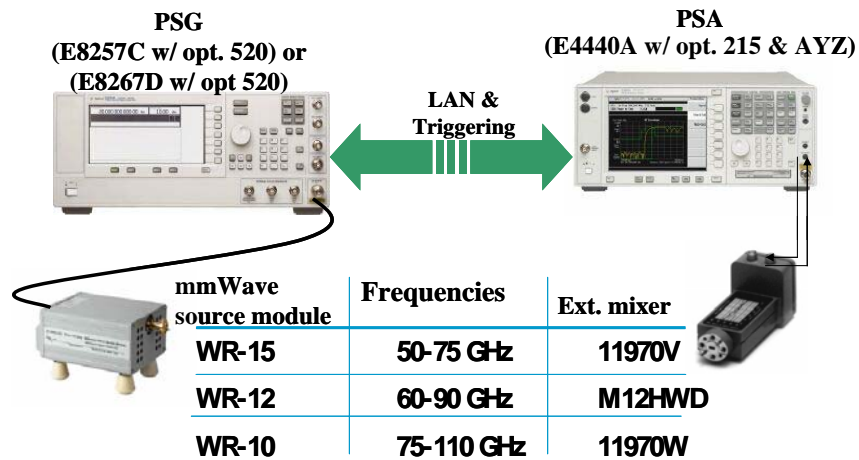 PSG
(E8257C w/ opt. 520) or
(E8267D w/ opt 520)
PSA
(E4440A w/ opt. 215 & AYZ)
LAN &
Triggering
mmWave
source module
Frequencies
Ext. mixer
WR-15 50-75 GHz 11970V
WR-12 60-90 GHz M12HWD
WR-10 75-110 GHz 11970W